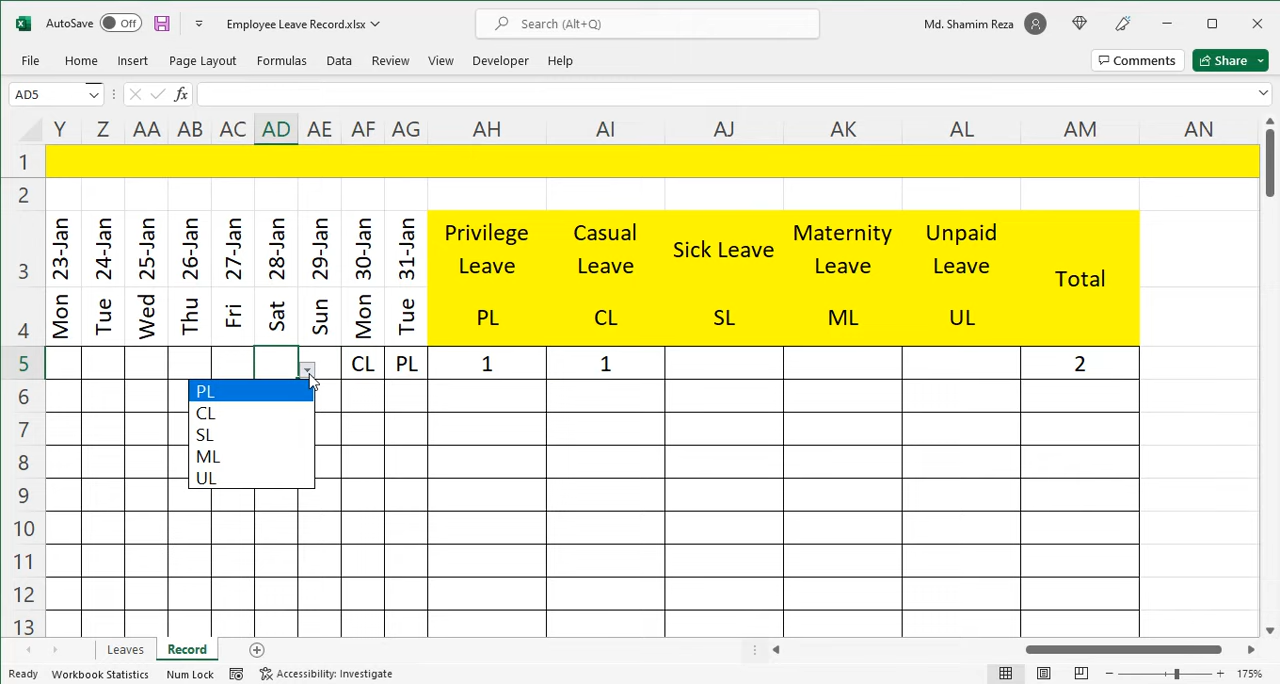 AutoSave Off Employee Leave Record.xlsx Search (Alt+Q) Md. Shamim Reza
File Home Insert Page Layout Formulas Data Review View Developer Help Comments Share
AD5 fx
Y Z AA AB AC AD AE AF AG AH AI AJ AK AL AM AN
1
2
3 23-Jan 24-Jan 25-Jan 26-Jan 27-Jan 28-Jan 29-Jan 30-Jan 31-Jan Privilege Leave Casual Leave Sick Leave Maternity Leave Unpaid Leave Total
4 Mon Tue Wed Thu Fri Sat Sun Mon Tue PL CL SL ML UL
5 CL PL 1 1 2
6 PL
7 CL
SL
8 ML
9 UL
10
11
12
13
Leaves Record
Ready Workbook Statistics Num Lock Accessibility: Investigate 175%